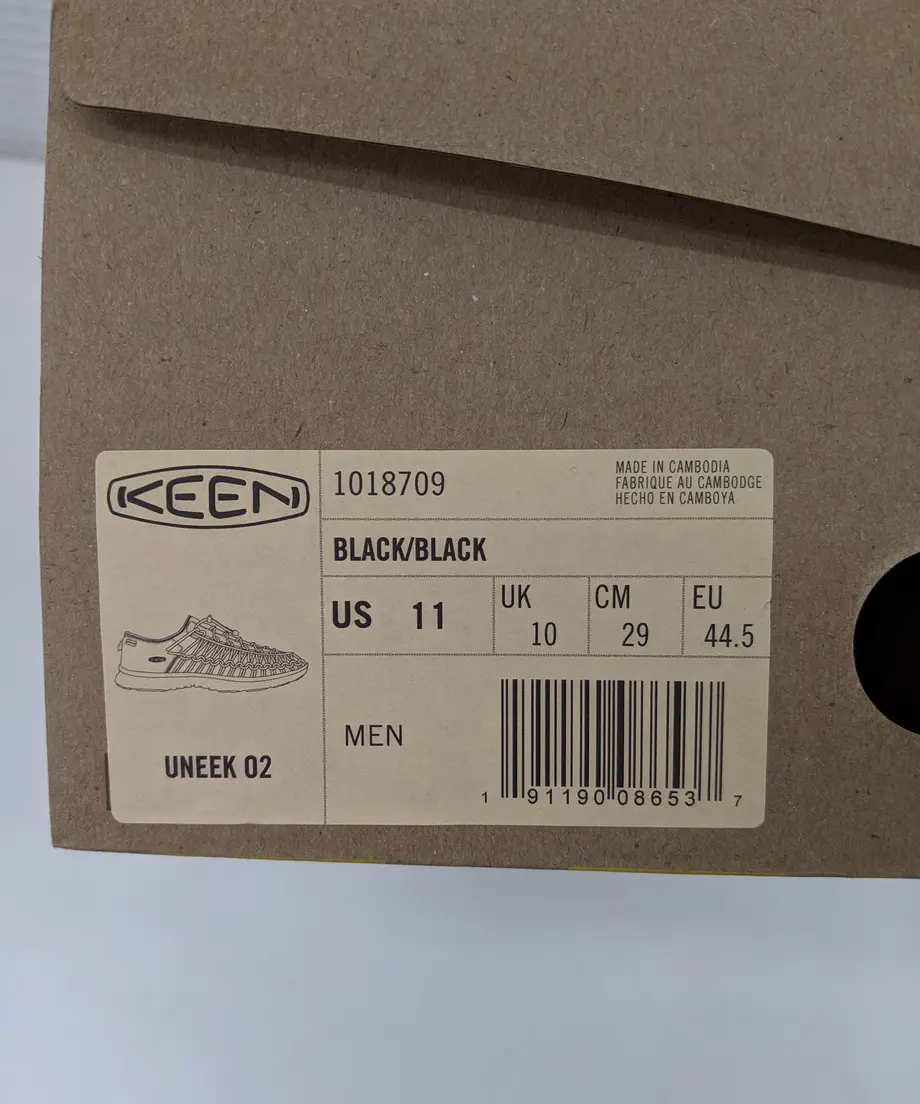 KEEN
1018709
MADE IN CAMBODIA
FABRIQUE AU CAMBODGE
HECHO EN CAMBOYA
BLACK/BLACK
US 11
UK 10
CM 29
EU 44.5
MEN
UNEEK 02
1 91190 08653 7